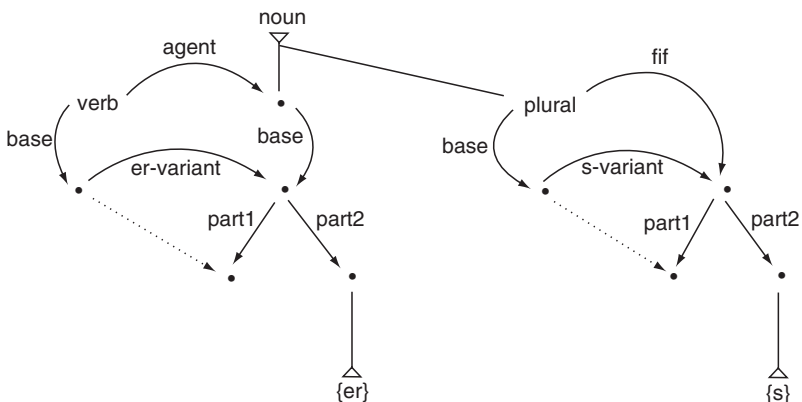 noun
agent
fif
verb
plural
base
base
base
er-variant
s-variant
part1
part2
part1
part2
{er}
{s}